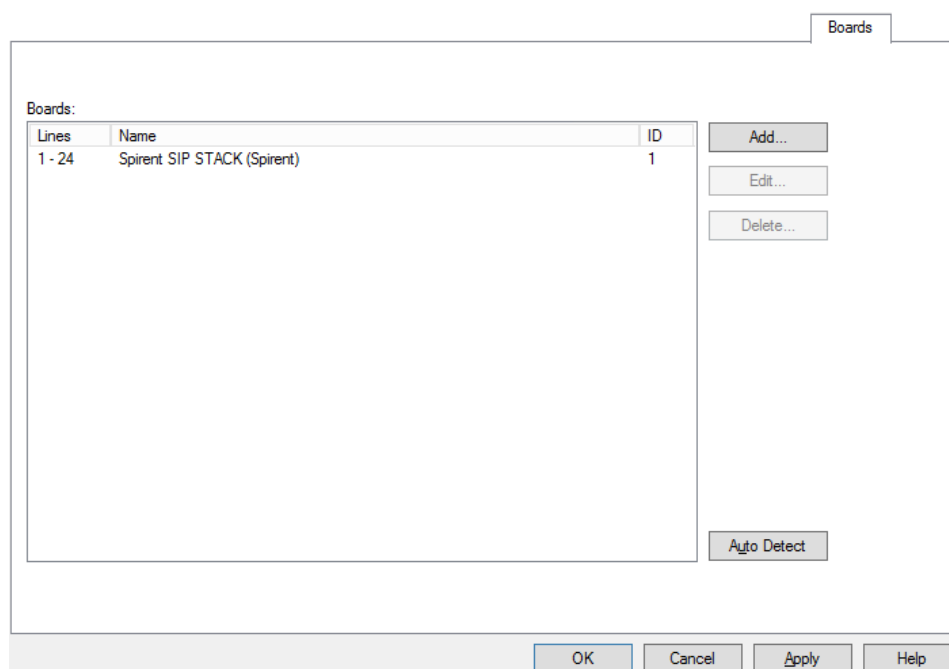 Boards
Boards:
Lines Name ID
1 - 24 Spirent SIP STACK (Spirent) 1
Add...
Edit...
Delete...
Auto Detect
OK Cancel Apply Help